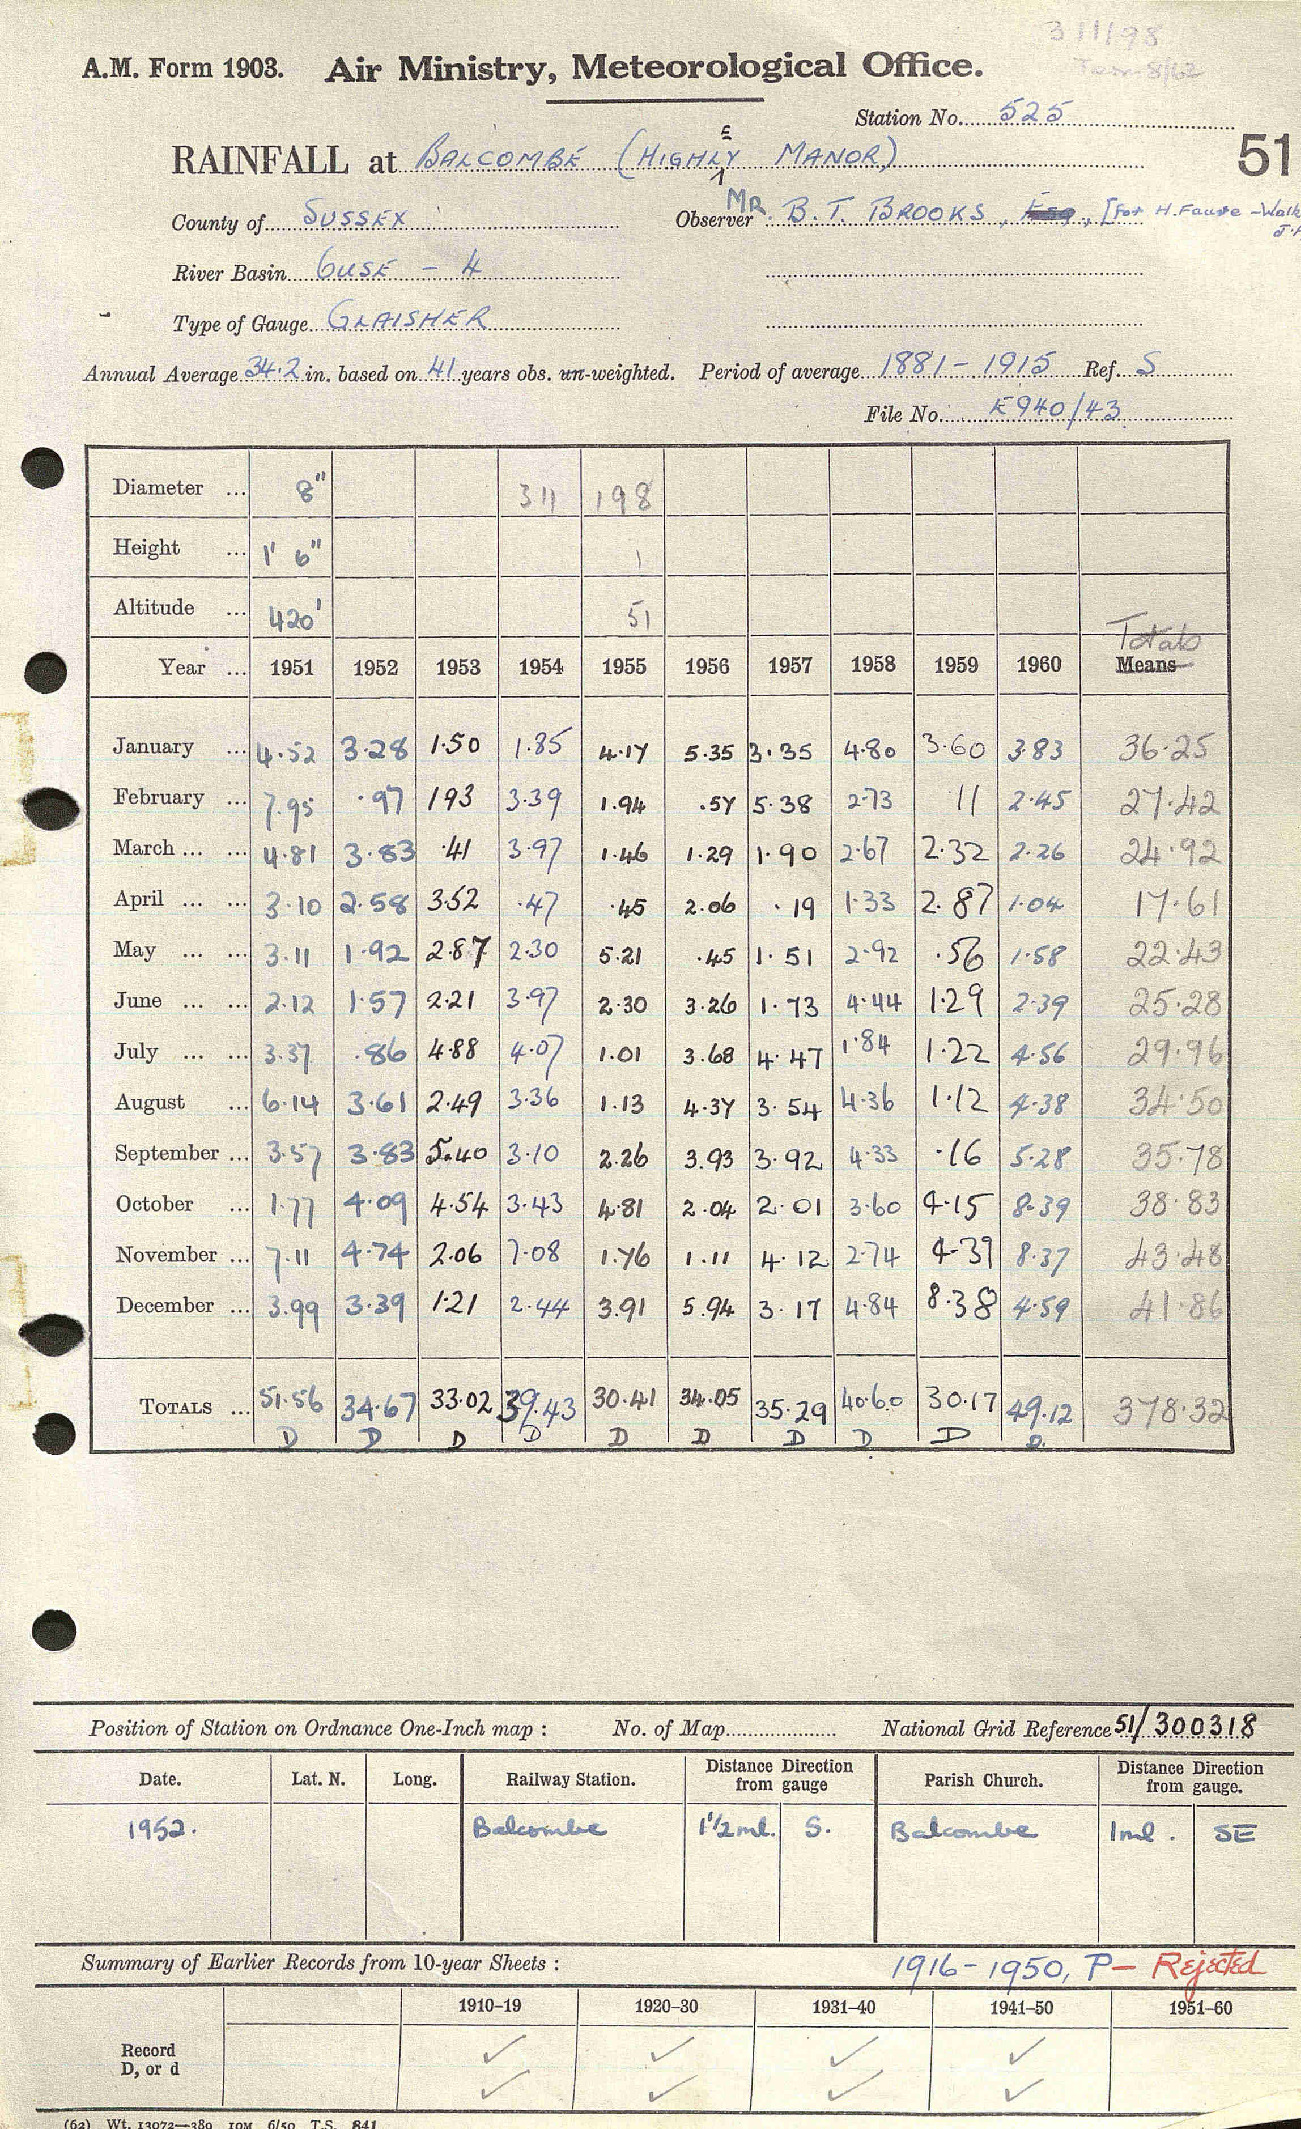 311/98
A.M. Form 1903. Air Ministry, Meteorological Office.
Station No. 525
RAINFALL at BALCOMBE (HIGHLEY MANOR)
51
County of SUSSEX Observer MR. B. T. BROOKS, Esq., [For H. Faure-Walk
River Basin OUSE - 4
Type of Gauge GLAISHER
Annual Average 34.2 in. based on 41 years obs. un-weighted. Period of average 1881-1915 Ref. S
File No. E940/43
Diameter ... 8" 311 198
Height ... 1' 6" 1
Altitude ... 420' 51
Totals
Year ... 1951 1952 1953 1954 1955 1956 1957 1958 1959 1960 Means
January ... 4.52 3.28 1.50 1.85 4.17 5.35 3.35 4.80 3.60 3.83 36.25
February ... 7.95 .97 193 3.39 1.94 .57 5.38 2.73 11 2.45 27.42
March ... ... 4.81 3.83 .41 3.97 1.46 1.29 1.90 2.67 2.32 2.26 24.92
April ... ... 3.10 2.58 3.52 .47 .45 2.06 .19 1.33 2.87 1.04 17.61
May ... ... 3.11 1.92 2.87 2.30 5.21 .45 1.51 2.92 .56 1.58 22.43
June ... ... 2.12 1.57 2.21 3.97 2.30 3.26 1.73 4.44 1.29 2.39 25.28
July ... ... 3.37 .86 4.88 4.07 1.01 3.68 4.47 1.84 1.22 4.56 29.96
August ... 6.14 3.61 2.49 3.36 1.13 4.37 3.54 4.36 1.12 4.38 34.50
September ... 3.57 3.83 5.40 3.10 2.26 3.93 3.92 4.33 .16 5.28 35.78
October ... 1.77 4.09 4.54 3.43 4.81 2.04 2.01 3.60 4.15 8.39 38.83
November ... 7.11 4.74 2.06 7.08 1.76 1.11 4.12 2.74 4.39 8.37 43.48
December ... 3.99 3.39 1.21 2.44 3.91 5.94 3.17 4.84 8.38 4.59 41.86
TOTALS ... 51.56 34.67 33.02 39.43 30.41 34.05 35.29 40.60 30.17 49.12 378.32
D D D D D D D D D D.
Position of Station on Ordnance One-Inch map : No. of Map National Grid Reference 51/300318
Date. Lat. N. Long. Railway Station. Distance Direction from gauge Parish Church. Distance Direction from gauge.
1952. Balcombe 1½ ml. S. Balcombe 1 ml. SE
Summary of Earlier Records from 10-year Sheets : 1916-1950, P- Rejected
1910-19 1920-30 1931-40 1941-50 1951-60
Record ✓ ✓ ✓ ✓
D, or d ✓ ✓ ✓ ✓
(62) Wt. 13072-389 10M 6/50 T.S. 841